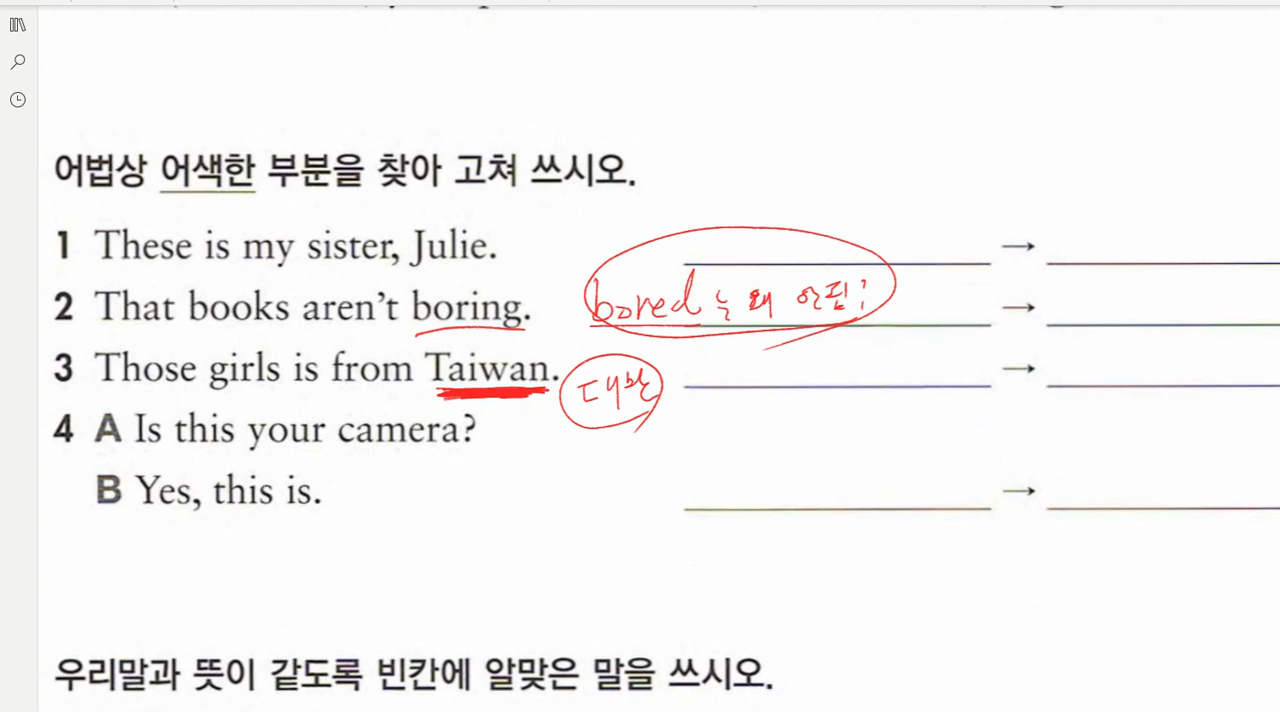 어법상 어색한 부분을 찾아 고쳐 쓰시오.
1 These is my sister, Julie. →
2 That books aren't boring. bored는 왜 안됨? →
3 Those girls is from Taiwan. 대만 →
4 A Is this your camera?
B Yes, this is. →
우리말과 뜻이 같도록 빈칸에 알맞은 말을 쓰시오.